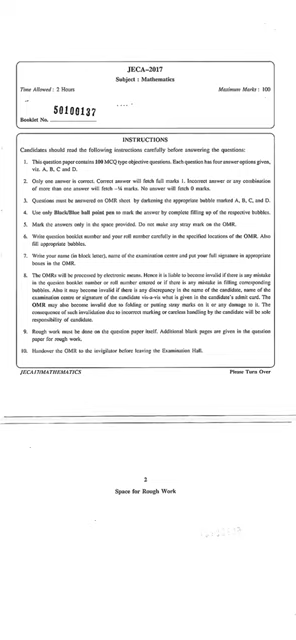 JECA–2017
Subject : Mathematics
Time Allowed : 2 Hours
Maximum Marks : 100
50100137
Booklet No.
INSTRUCTIONS
Candidates should read the following instructions carefully before answering the questions:
1. This question paper contains 100 MCQ type objective questions. Each question has four answer options given,
viz. A, B, C and D.
2. Only one answer is correct. Correct answer will fetch full marks 1. Incorrect answer or any combination
of more than one answer will fetch –¼ marks. No answer will fetch 0 marks.
3. Questions must be answered on OMR sheet by darkening the appropriate bubble marked A, B, C, and D.
4. Use only Black/Blue ball point pen to mark the answer by complete filling up of the respective bubbles.
5. Mark the answers only in the space provided. Do not make any stray mark on the OMR.
6. Write question booklet number and your roll number carefully in the specified locations of the OMR. Also
fill appropriate bubbles.
7. Write your name (in block letter), name of the examination centre and put your full signature in appropriate
boxes in the OMR.
8. The OMRs will be processed by electronic means. Hence it is liable to become invalid if there is any mistake
in the question booklet number or roll number entered or if there is any mistake in filling corresponding
bubbles. Also it may become invalid if there is any discrepancy in the name of the candidate, name of the
examination centre or signature of the candidate vis-a-vis what is given in the candidate's admit card. The
OMR may also become invalid due to folding or putting stray marks on it or any damage to it. The
consequence of such invalidation due to incorrect marking or careless handling by the candidate will be sole
responsibility of candidate.
9. Rough work must be done on the question paper itself. Additional blank pages are given in the question
paper for rough work.
10. Handover the OMR to the invigilator before leaving the Examination Hall.
JECA17/MATHEMATICS
Please Turn Over
2
Space for Rough Work